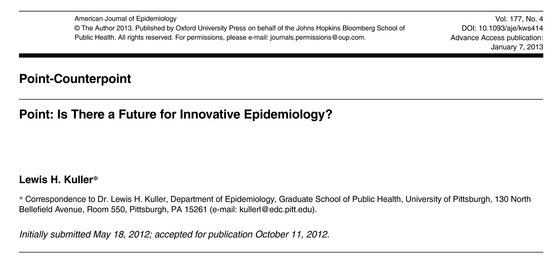 American Journal of Epidemiology
© The Author 2013. Published by Oxford University Press on behalf of the Johns Hopkins Bloomberg School of
Public Health. All rights reserved. For permissions, please e-mail: journals.permissions@oup.com.
Vol. 177, No. 4
DOI: 10.1093/aje/kws414
Advance Access publication:
January 7, 2013
Point-Counterpoint
Point: Is There a Future for Innovative Epidemiology?
Lewis H. Kuller*
* Correspondence to Dr. Lewis H. Kuller, Department of Epidemiology, Graduate School of Public Health, University of Pittsburgh, 130 North
Bellefield Avenue, Room 550, Pittsburgh, PA 15261 (e-mail: kullerl@edc.pitt.edu).
Initially submitted May 18, 2012; accepted for publication October 11, 2012.